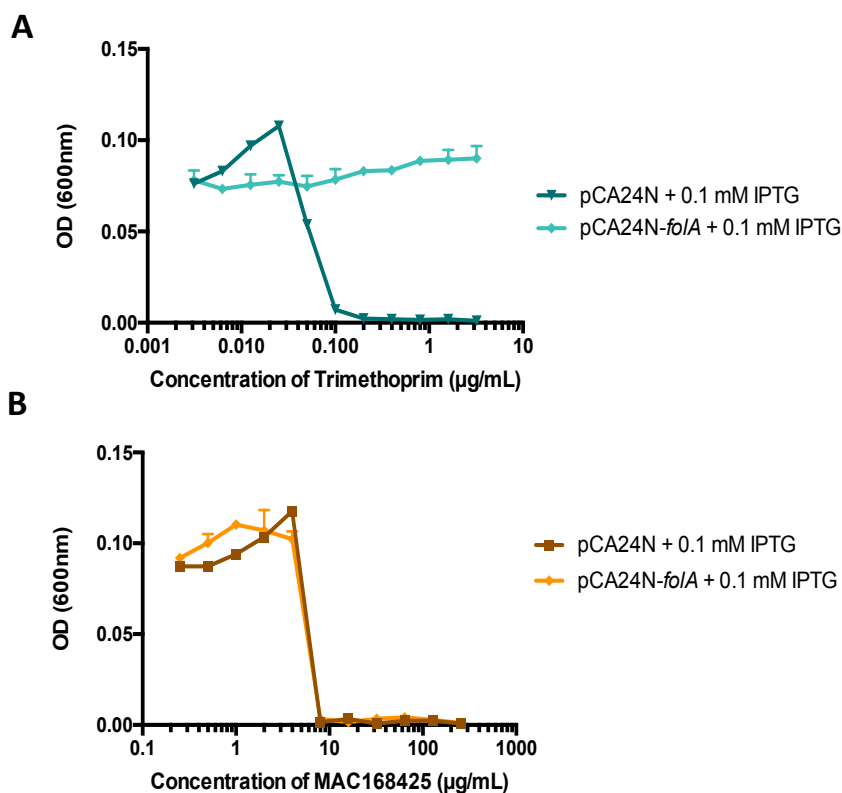 A
0.15
0.10
0.05
0.00
OD (600nm)
0.001 0.010 0.100 1 10
Concentration of Trimethoprim (µg/mL)
pCA24N + 0.1 mM IPTG
pCA24N-folA + 0.1 mM IPTG
B
0.15
0.10
0.05
0.00
OD (600nm)
0.1 1 10 100 1000
Concentration of MAC168425 (µg/mL)
pCA24N + 0.1 mM IPTG
pCA24N-folA + 0.1 mM IPTG